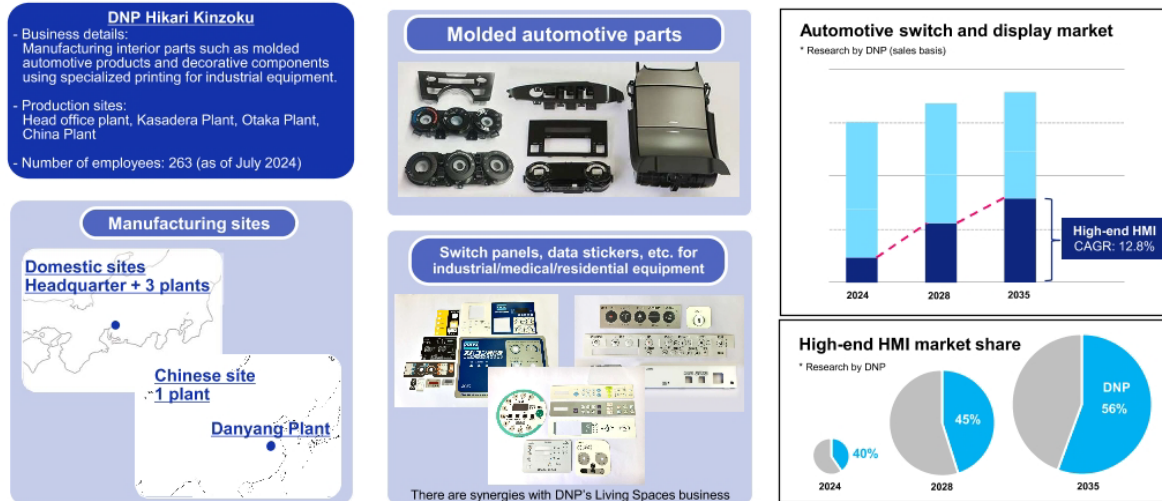 DNP Hikari Kinzoku
- Business details:
Manufacturing interior parts such as molded
automotive products and decorative components
using specialized printing for industrial equipment.
- Production sites:
Head office plant, Kasadera Plant, Otaka Plant,
China Plant
- Number of employees: 263 (as of July 2024)
Manufacturing sites
Domestic sites
Headquarter + 3 plants
Chinese site
1 plant
Danyang Plant
Molded automotive parts
Switch panels, data stickers, etc. for
industrial/medical/residential equipment
There are synergies with DNP's Living Spaces business
Automotive switch and display market
* Research by DNP (sales basis)
High-end HMI
CAGR: 12.8%
2024
2028
2035
High-end HMI market share
* Research by DNP
40%
45%
DNP
56%
2024
2028
2035